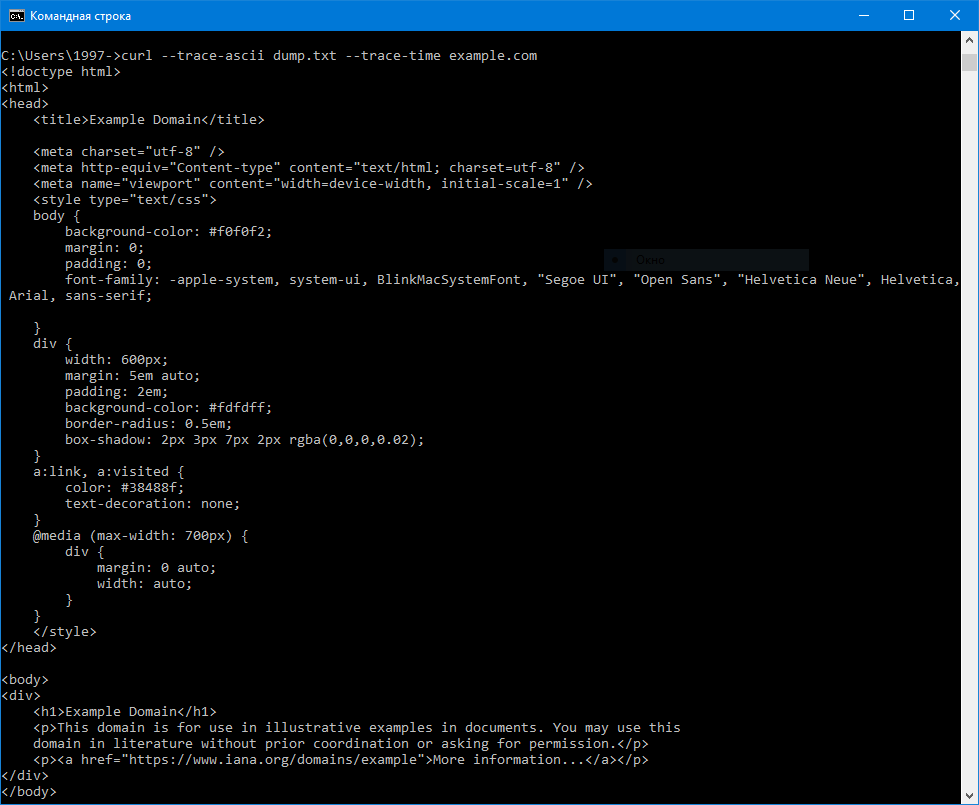 Командная строка
C:\Users\1997->curl --trace-ascii dump.txt --trace-time example.com
<!doctype html>
<html>
<head>
    <title>Example Domain</title>

    <meta charset="utf-8" />
    <meta http-equiv="Content-type" content="text/html; charset=utf-8" />
    <meta name="viewport" content="width=device-width, initial-scale=1" />
    <style type="text/css">
    body {
        background-color: #f0f0f2;
        margin: 0;
        padding: 0;
Окно
        font-family: -apple-system, system-ui, BlinkMacSystemFont, "Segoe UI", "Open Sans", "Helvetica Neue", Helvetica,
 Arial, sans-serif;

    }
    div {
        width: 600px;
        margin: 5em auto;
        padding: 2em;
        background-color: #fdfdff;
        border-radius: 0.5em;
        box-shadow: 2px 3px 7px 2px rgba(0,0,0,0.02);
    }
    a:link, a:visited {
        color: #38488f;
        text-decoration: none;
    }
    @media (max-width: 700px) {
        div {
            margin: 0 auto;
            width: auto;
        }
    }
    </style>
</head>

<body>
<div>
    <h1>Example Domain</h1>
    <p>This domain is for use in illustrative examples in documents. You may use this
    domain in literature without prior coordination or asking for permission.</p>
    <p><a href="https://www.iana.org/domains/example">More information...</a></p>
</div>
</body>